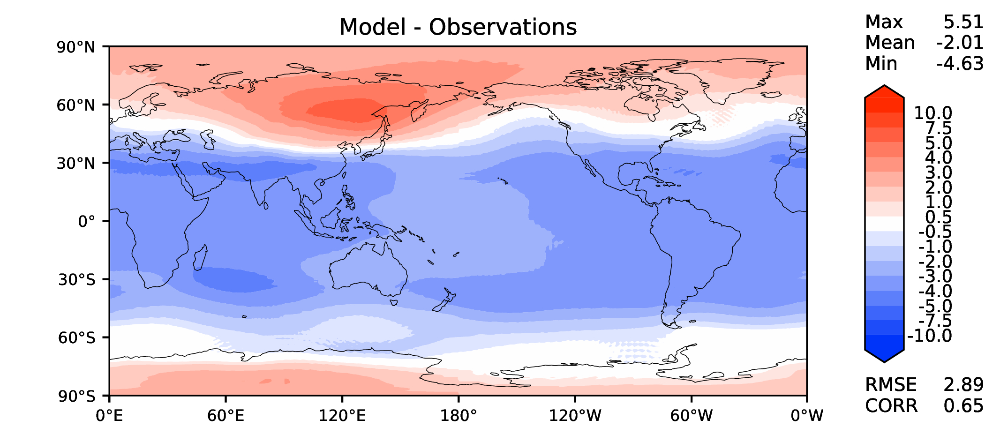 Model - Observations
Max 5.51
Mean -2.01
Min -4.63
90°N
60°N
30°N
0°
30°S
60°S
90°S
0°E 60°E 120°E 180° 120°W 60°W 0°W
10.0
7.5
5.0
4.0
3.0
2.0
1.0
0.5
-0.5
-1.0
-2.0
-3.0
-4.0
-5.0
-7.5
-10.0
RMSE 2.89
CORR 0.65